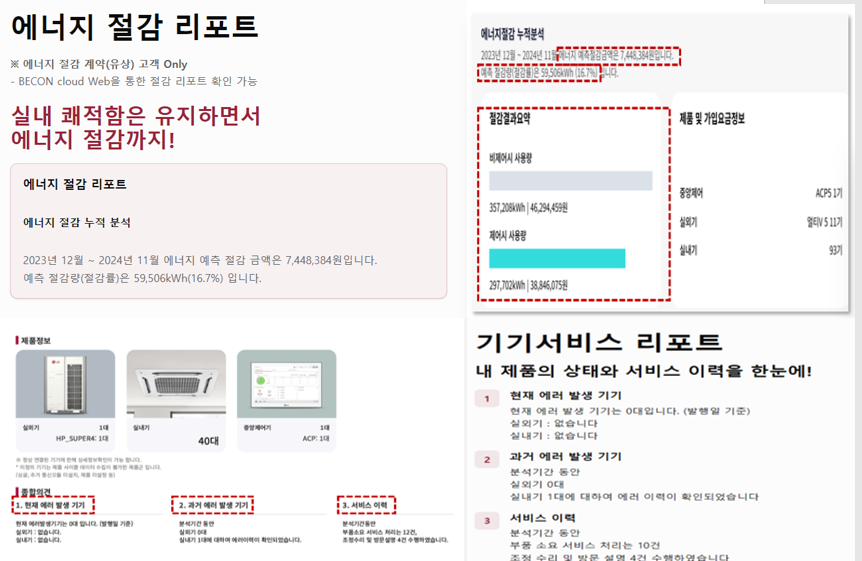 에너지 절감 리포트
※ 에너지 절감 계약(유상) 고객 Only
- BECON cloud Web을 통한 절감 리포트 확인 가능
실내 쾌적함은 유지하면서
에너지 절감까지!
에너지 절감 리포트
에너지 절감 누적 분석
2023년 12월 ~ 2024년 11월 에너지 예측 절감 금액은 7,448,384원입니다.
예측 절감량(절감률)은 59,506kWh(16.7%) 입니다.
에너지절감 누적분석
2023년 12월 ~ 2024년 11월 에너지 예측절감금액은 7,448,384원입니다.
예측 절감량(절감률)은 59,506kWh (16.7%)입니다.
절감결과요약
비제어시 사용량
357,208kWh | 46,294,459원
제어시 사용량
297,702kWh | 38,846,075원
제품 및 가입요금정보
중앙제어 ACP5 1기
실외기 멀티V S 11기
실내기 93기
제품정보
실외기 1대
HP_SUPER4: 1대
실내기
40대
중앙제어기 1대
ACP: 1대
※ 정상 연결된 기기에 한해 상세정보확인이 가능 합니다.
종합의견
1. 현재 에러 발생 기기
현재 에러발생기기는 0대 입니다. (발행일 기준)
실외기 : 없습니다.
실내기 : 없습니다.
2. 과거 에러 발생 기기
분석기간 동안
실외기 0대
실내기 1대에 대하여 에러이력이 확인되었습니다.
3. 서비스 이력
분석기간동안
부품소요 서비스 처리는 12건,
조정수리 및 방문설명 4건 수행하였습니다.
기기서비스 리포트
내 제품의 상태와 서비스 이력을 한눈에!
1 현재 에러 발생 기기
현재 에러 발생 기기는 0대입니다. (발행일 기준)
실외기 : 없습니다
실내기 : 없습니다
2 과거 에러 발생 기기
분석기간 동안
실외기 0대
실내기 1대에 대하여 에러 이력이 확인되었습니다
3 서비스 이력
분석기간 동안
부품 소요 서비스 처리는 10건
조정 수리 및 방문 설명 4건 수행하였습니다